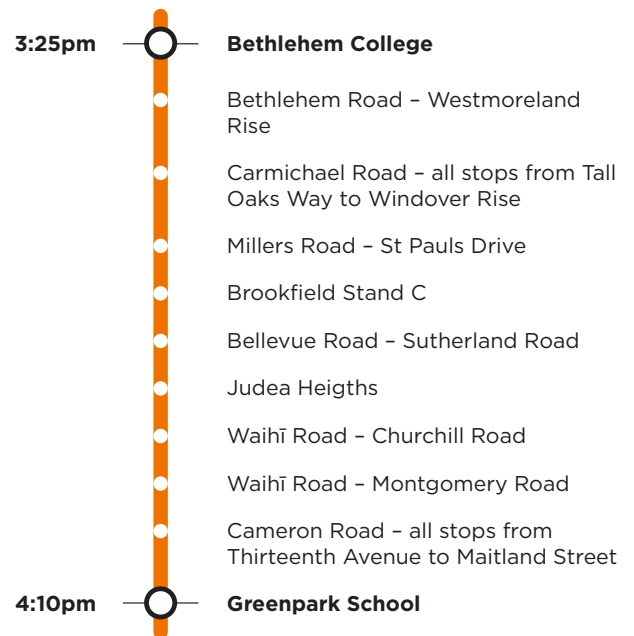 3:25pm Bethlehem College
Bethlehem Road – Westmoreland
Rise
Carmichael Road – all stops from Tall
Oaks Way to Windover Rise
Millers Road – St Pauls Drive
Brookfield Stand C
Bellevue Road – Sutherland Road
Judea Heigths
Waihī Road – Churchill Road
Waihī Road – Montgomery Road
Cameron Road – all stops from
Thirteenth Avenue to Maitland Street
4:10pm Greenpark School